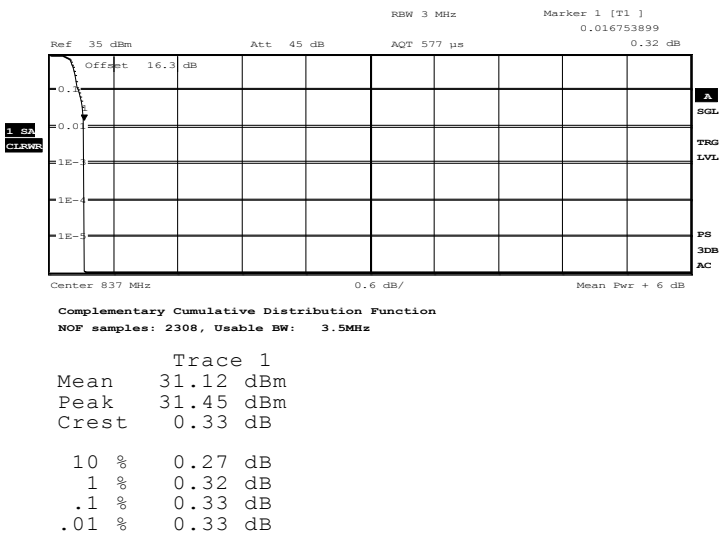 RBW 3 MHz Marker 1 [T1 ]
0.016753899
Ref 35 dBm Att 45 dB AQT 577 µs 0.32 dB
Offset 16.3 dB
0.1
A
SGL
1
0.01
1 SA
CLRWR
TRG
LVL
1E-3
1E-4
1E-5
PS
3DB
AC
Center 837 MHz 0.6 dB/ Mean Pwr + 6 dB
Complementary Cumulative Distribution Function
NOF samples: 2308, Usable BW: 3.5MHz
Trace 1
Mean 31.12 dBm
Peak 31.45 dBm
Crest 0.33 dB
10 % 0.27 dB
1 % 0.32 dB
.1 % 0.33 dB
.01 % 0.33 dB